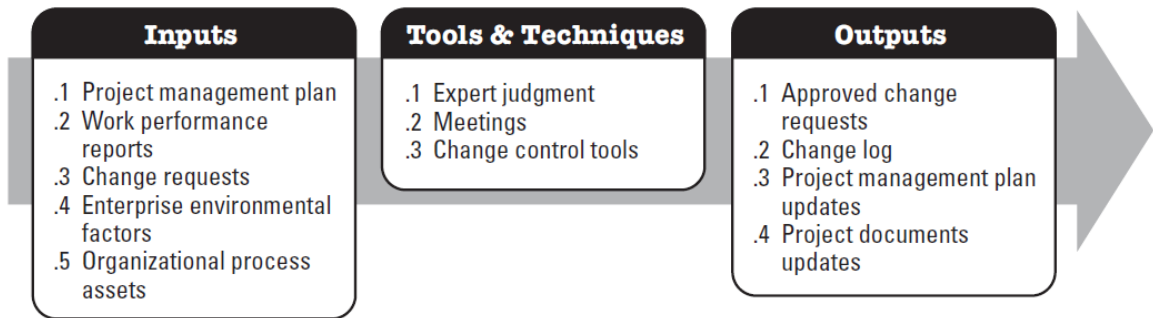 Inputs
.1 Project management plan
.2 Work performance
reports
.3 Change requests
.4 Enterprise environmental
factors
.5 Organizational process
assets
Tools & Techniques
.1 Expert judgment
.2 Meetings
.3 Change control tools
Outputs
.1 Approved change
requests
.2 Change log
.3 Project management plan
updates
.4 Project documents
updates